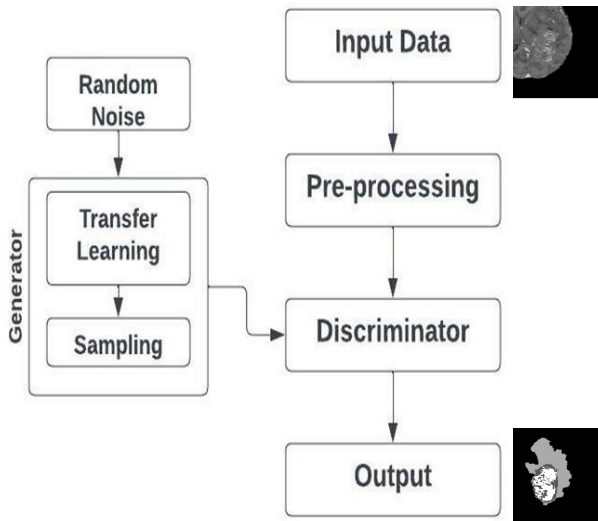 Input Data
Random
Noise
Pre-processing
Generator
Transfer
Learning
Sampling
Discriminator
Output